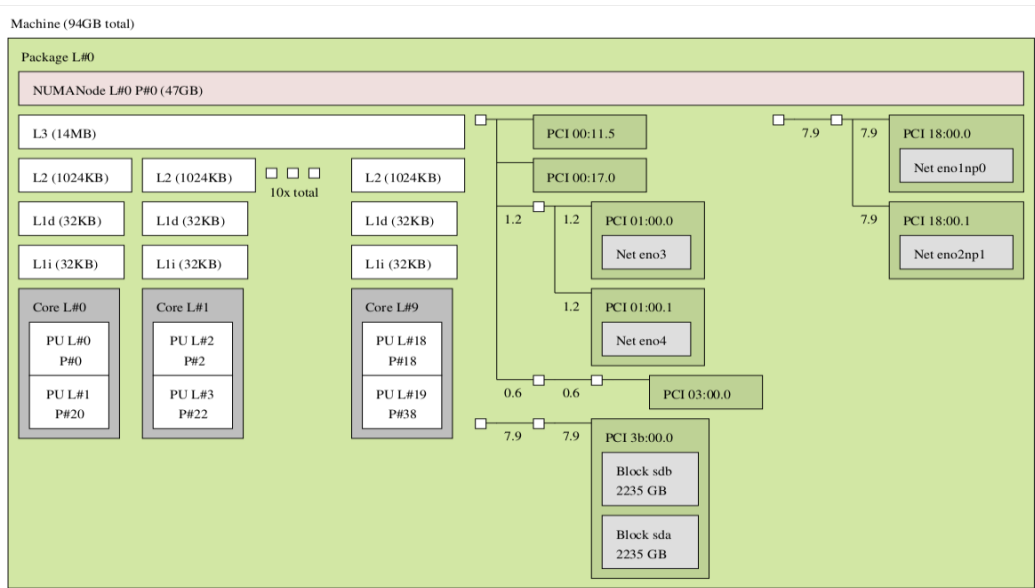 Machine (94GB total)
Package L#0
NUMANode L#0 P#0 (47GB)
L3 (14MB)
L2 (1024KB)
L2 (1024KB)
10x total
L2 (1024KB)
L1d (32KB)
L1d (32KB)
L1d (32KB)
L1i (32KB)
L1i (32KB)
L1i (32KB)
Core L#0
PU L#0
P#0
PU L#1
P#20
Core L#1
PU L#2
P#2
PU L#3
P#22
Core L#9
PU L#18
P#18
PU L#19
P#38
PCI 00:11.5
PCI 00:17.0
1.2
1.2
PCI 01:00.0
Net eno3
1.2
PCI 01:00.1
Net eno4
0.6
0.6
PCI 03:00.0
7.9
7.9
PCI 3b:00.0
Block sdb
2235 GB
Block sda
2235 GB
7.9
7.9
PCI 18:00.0
Net eno1np0
7.9
PCI 18:00.1
Net eno2np1